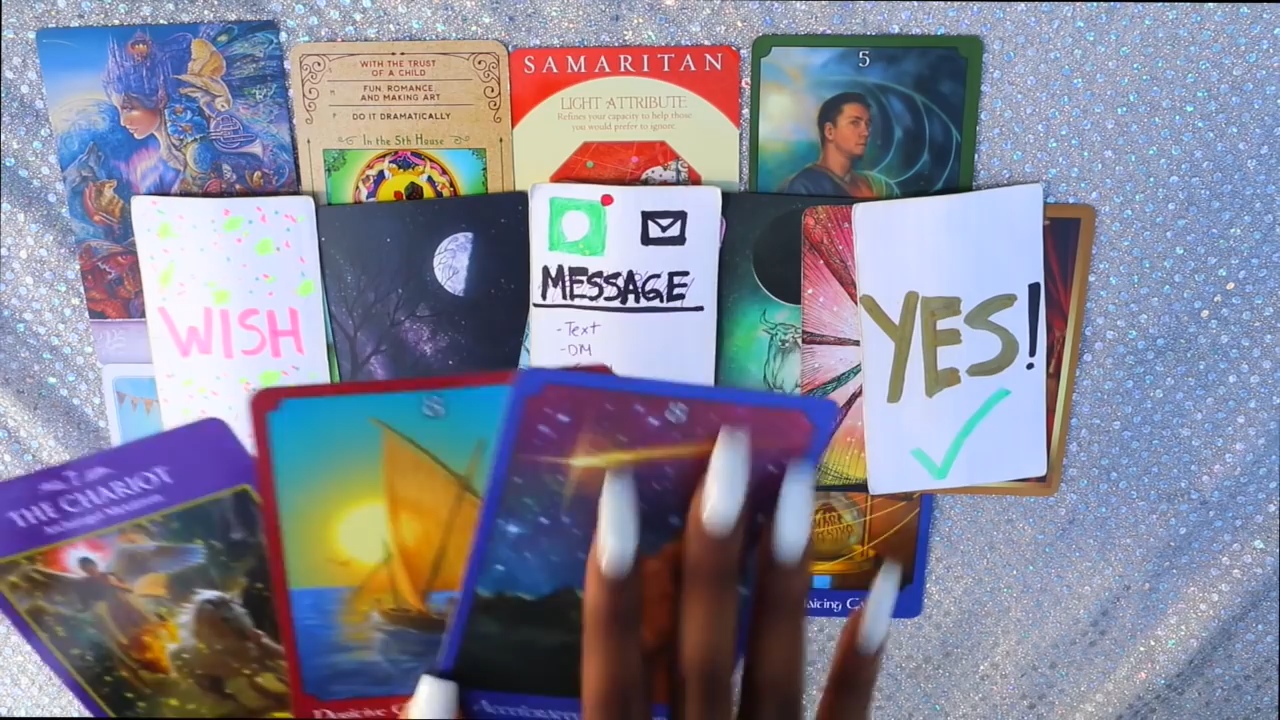 WITH THE TRUST
OF A CHILD
FUN, ROMANCE,
AND MAKING ART
DO IT DRAMATICALLY
In the 5th House
SAMARITAN
LIGHT ATTRIBUTE
Refines your capacity to help those
you would prefer to ignore.
5
WISH
MESSAGE
-Text
-DM
YES!
7
THE CHARIOT
8
8